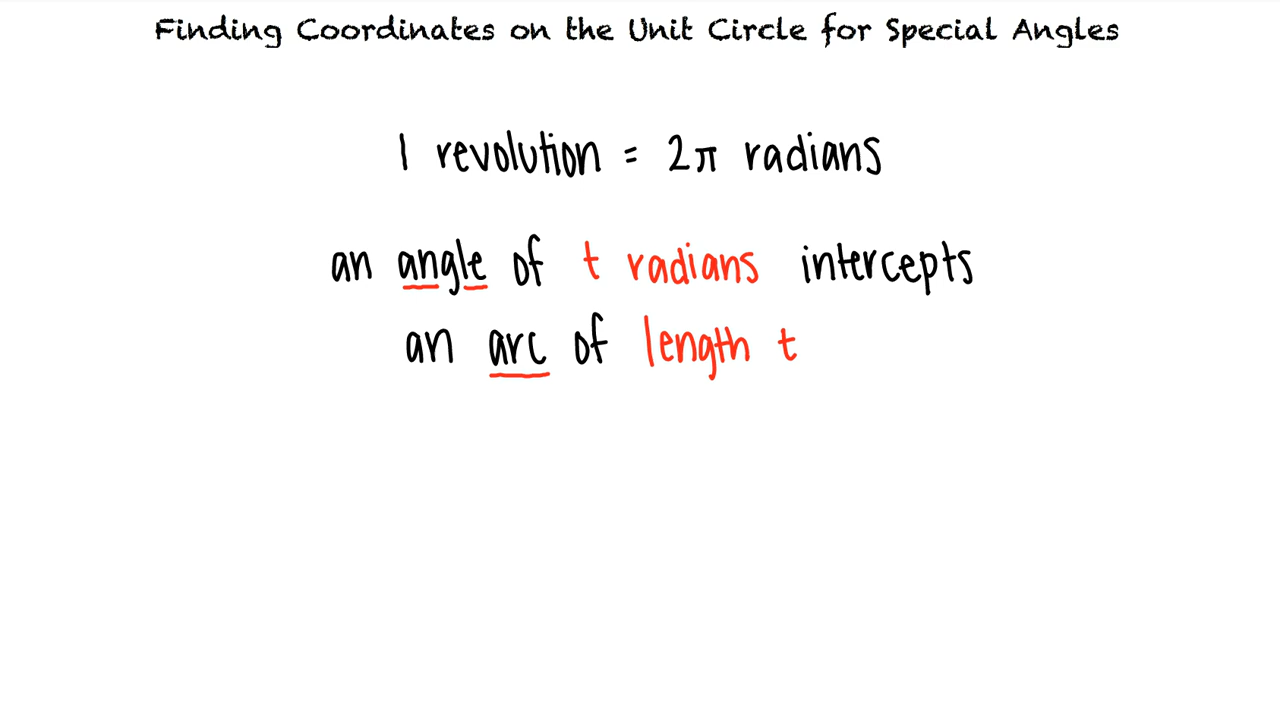 Finding Coordinates on the Unit Circle for Special Angles
1 revolution = 2π radians
an angle of t radians intercepts
an arc of length t